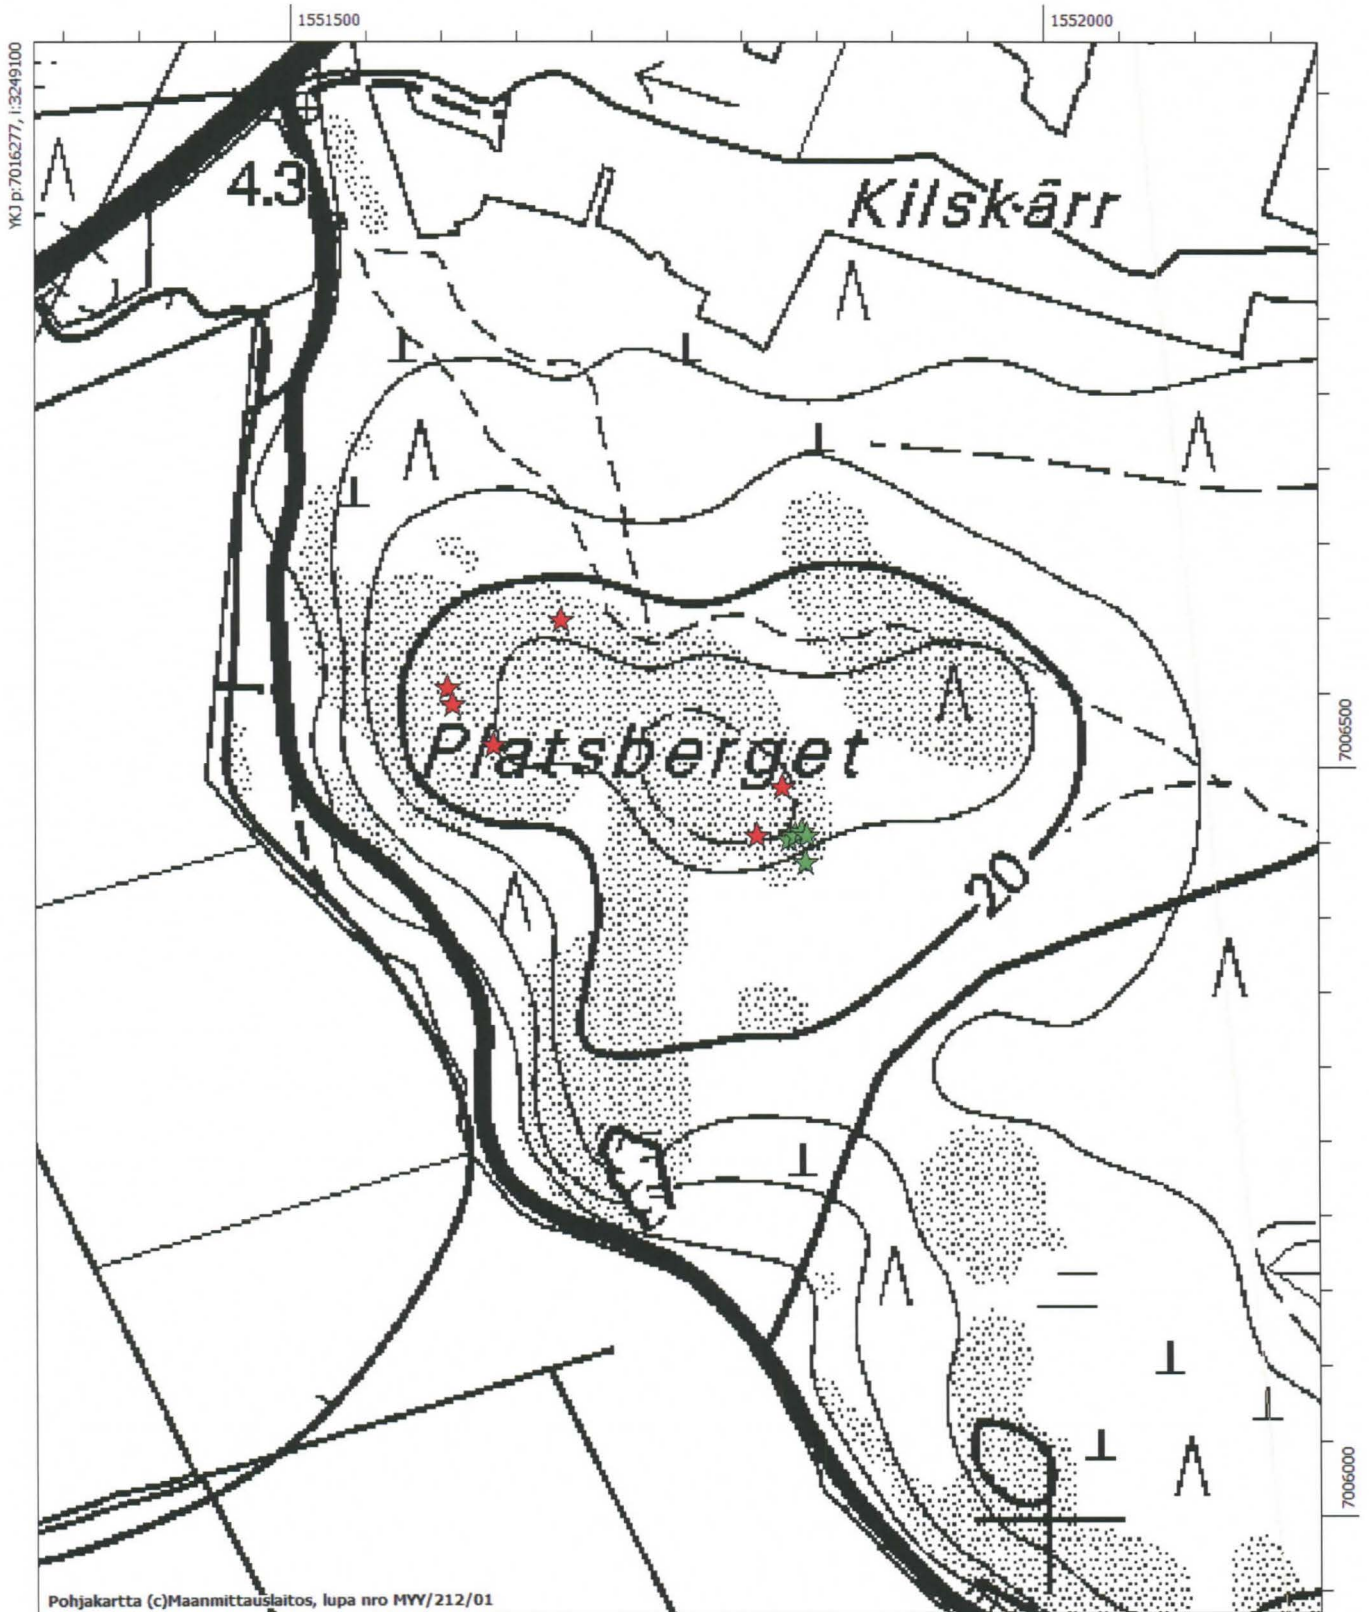 1551500
1552000
YKJ p:7016277, i:3249100
4.3
Kilskärr
Platsberget
7006500
20
7006000
Pohjakartta (c)Maanmittauslaitos, lupa nro MYY/212/01